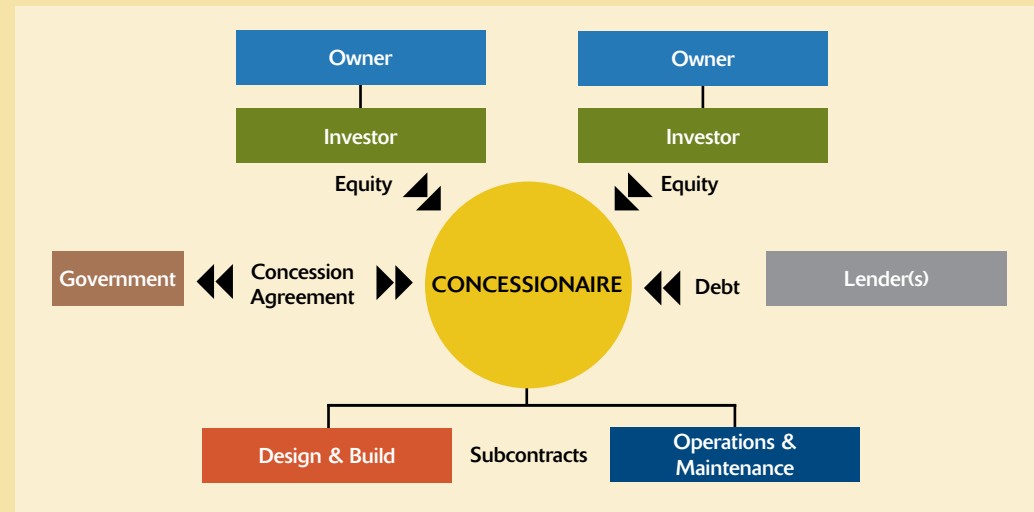 Owner
Owner
Investor
Investor
Equity
Equity
Government
Concession
Agreement
CONCESSIONAIRE
Debt
Lender(s)
Design & Build
Subcontracts
Operations &
Maintenance